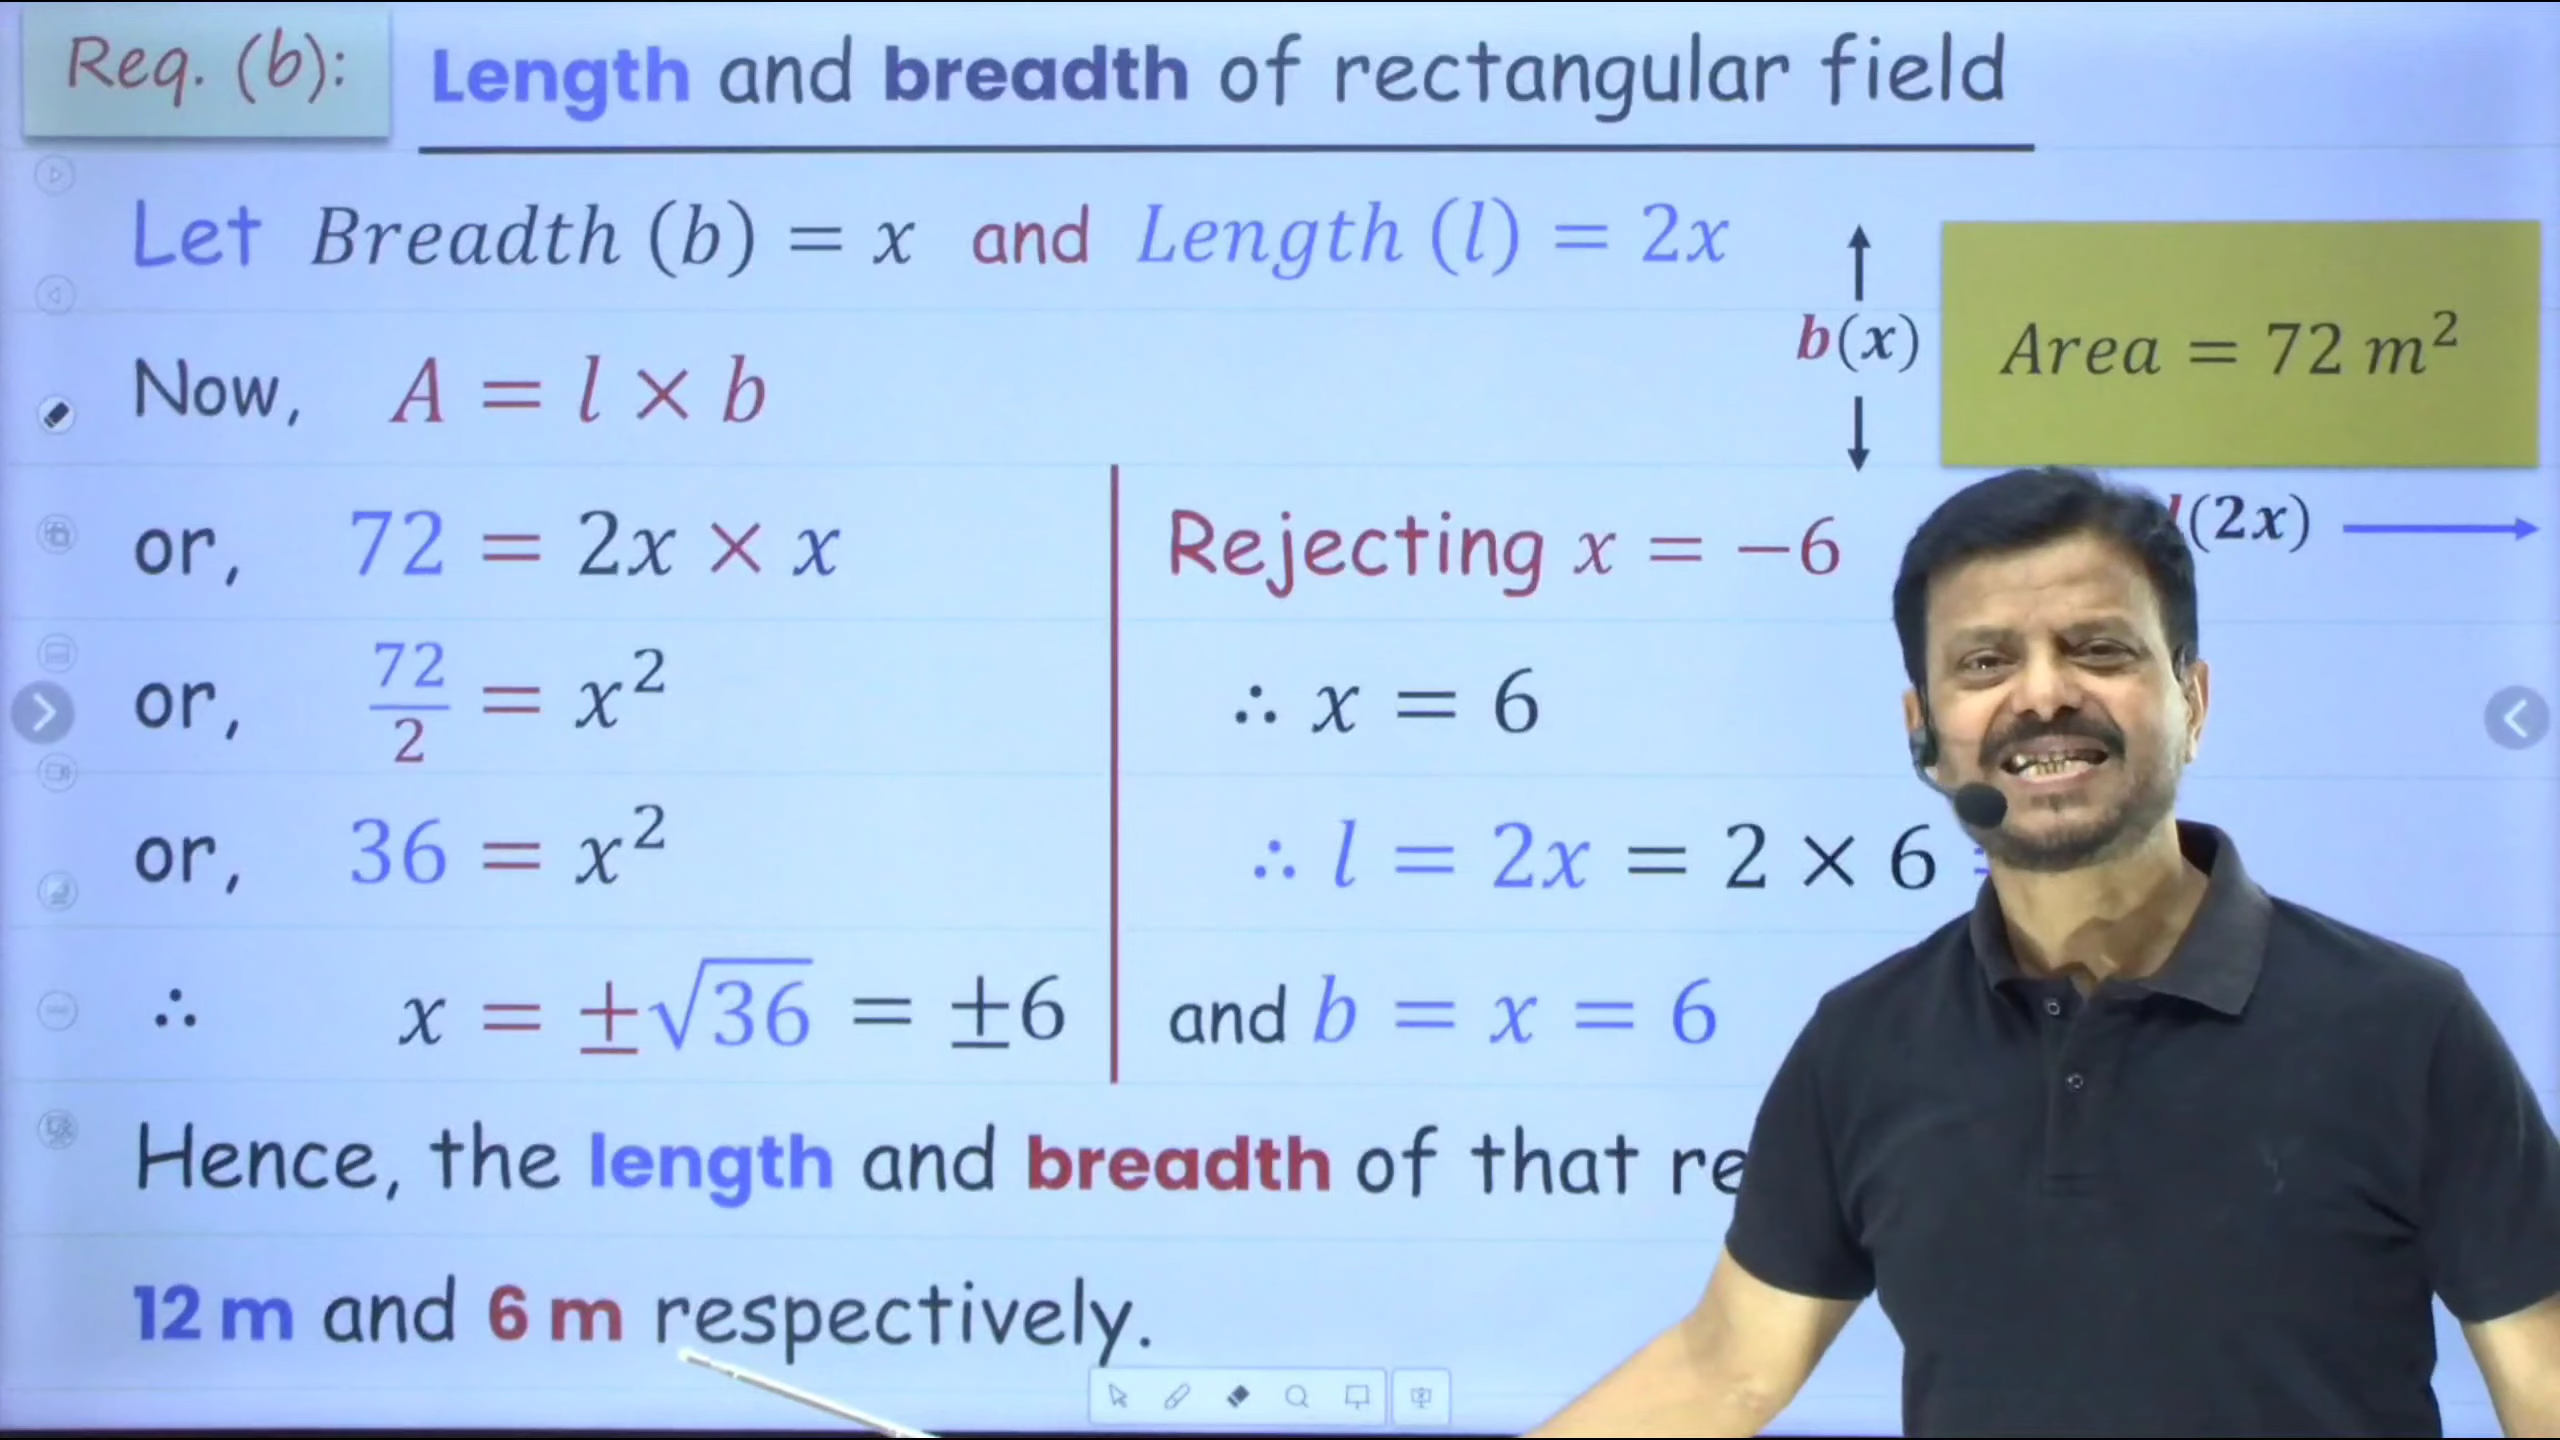 Req. (b): Length and breadth of rectangular field
Let Breadth (b) = x and Length (l) = 2x
b(x)
Area = 72 m²
Now, A = l × b
(2x)
or, 72 = 2x × x
or, 72/2 = x²
or, 36 = x²
∴ x = ±√36 = ±6
Rejecting x = −6
∴ x = 6
∴ l = 2x = 2 × 6
and b = x = 6
Hence, the length and breadth of that
12 m and 6 m respectively.